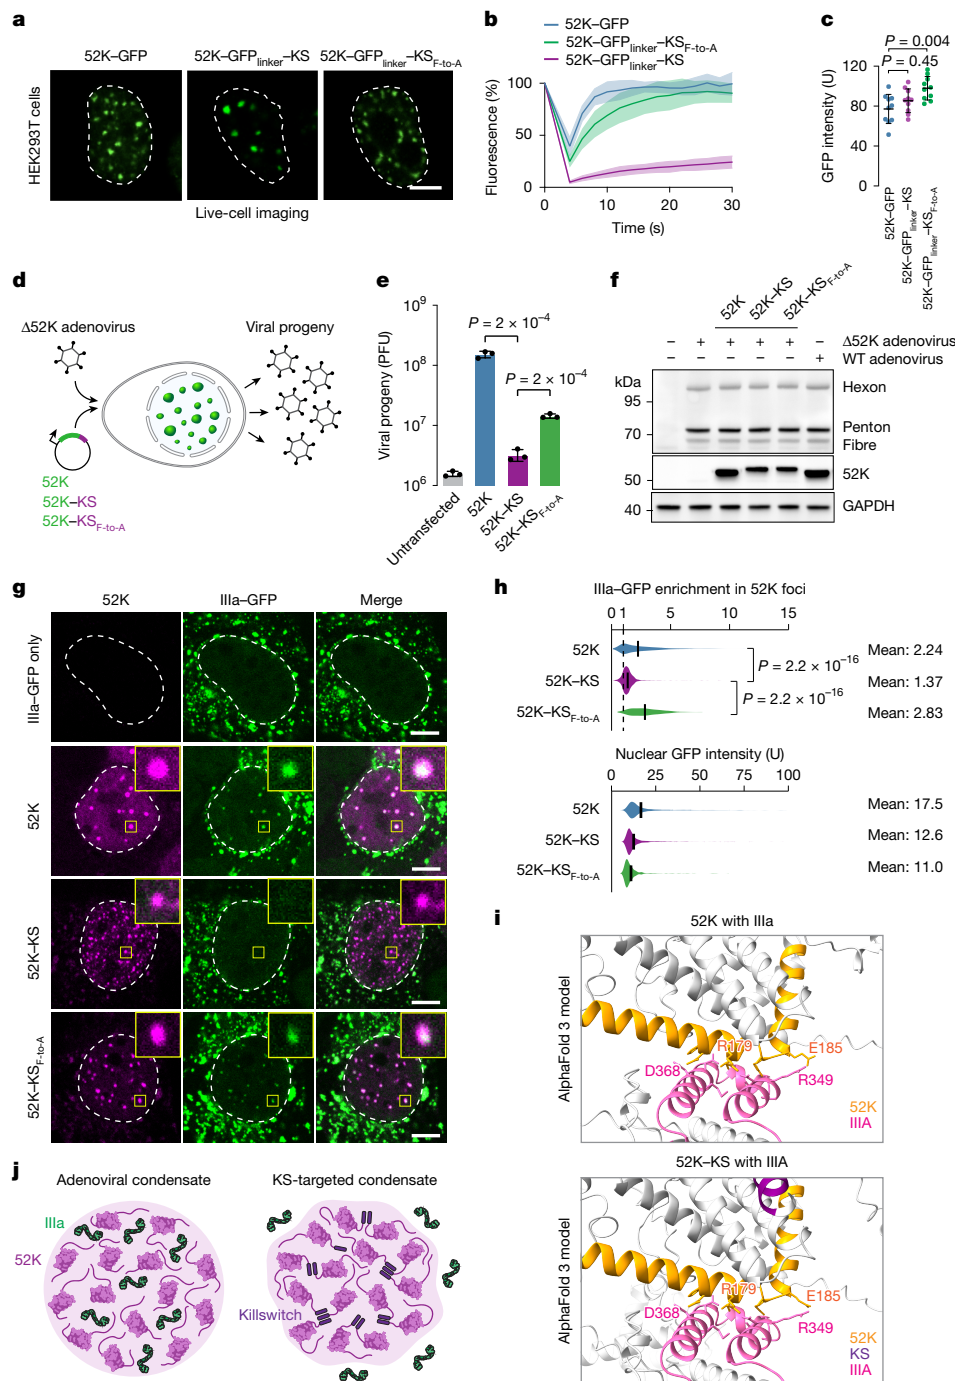 a
52K–GFP
52K–GFPlinker–KS
52K–GFPlinker–KSF-to-A
HEK293T cells
Live-cell imaging
b
52K–GFP
52K–GFPlinker–KSF-to-A
52K–GFPlinker–KS
Fluorescence (%)
100
50
0
0 10 20 30
Time (s)
c
P = 0.004
P = 0.45
GFP intensity (U)
120
80
40
0
52K–GFP
52K–GFPlinker–KS
52K–GFPlinker–KSF-to-A
d
Δ52K adenovirus
Viral progeny
52K
52K–KS
52K–KSF-to-A
e
Viral progeny (PFU)
10^9
10^8
10^7
10^6
P = 2 × 10^–4
P = 2 × 10^–4
Untransfected
52K
52K–KS
52K–KSF-to-A
f
52K
52K–KS
52K–KSF-to-A
– + + + + – Δ52K adenovirus
– – – – – + WT adenovirus
kDa
95
70
50
40
Hexon
Penton
Fibre
52K
GAPDH
g
52K
IIIa–GFP
Merge
IIIa–GFP only
52K
52K–KS
52K–KSF-to-A
h
IIIa–GFP enrichment in 52K foci
0 1 5 10 15
52K
Mean: 2.24
P = 2.2 × 10^–16
52K–KS
Mean: 1.37
P = 2.2 × 10^–16
52K–KSF-to-A
Mean: 2.83
Nuclear GFP intensity (U)
0 25 50 75 100
52K
Mean: 17.5
52K–KS
Mean: 12.6
52K–KSF-to-A
Mean: 11.0
i
52K with IIIa
AlphaFold 3 model
R179
E185
D368
R349
52K
IIIA
52K–KS with IIIA
AlphaFold 3 model
R179
E185
D368
R349
52K
KS
IIIA
j
Adenoviral condensate
KS-targeted condensate
IIIa
52K
Killswitch